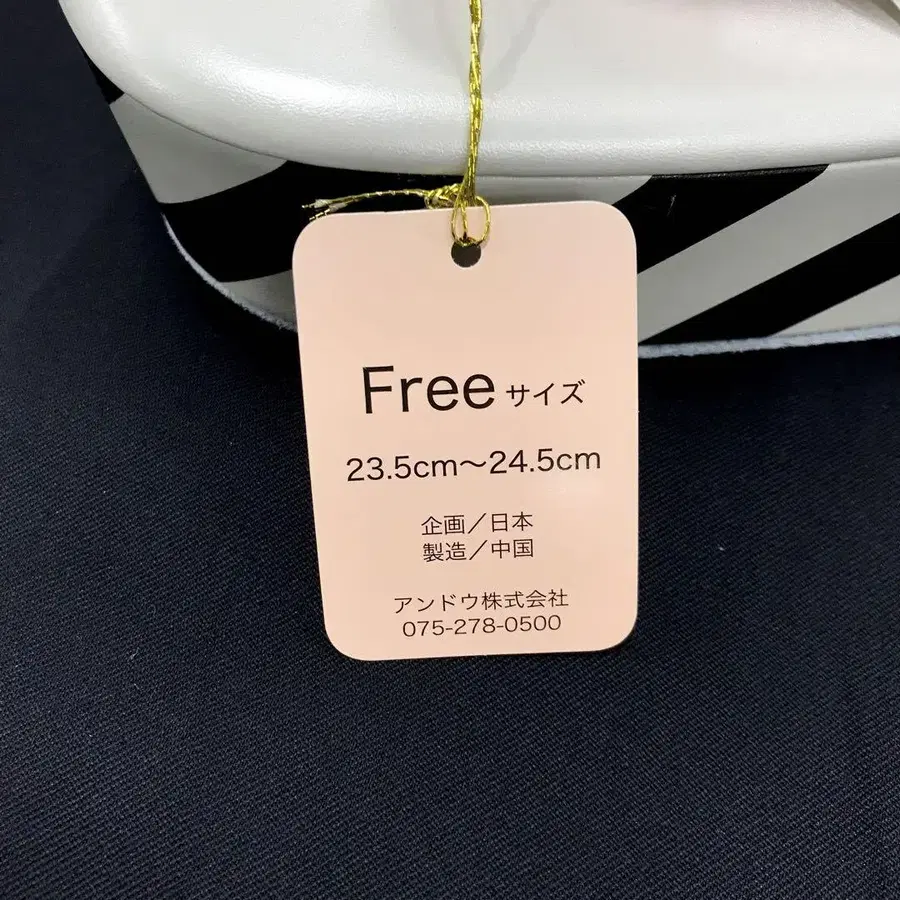 Free サイズ
23.5cm～24.5cm
企画／日本
製造／中国
アンドウ株式会社
075-278-0500